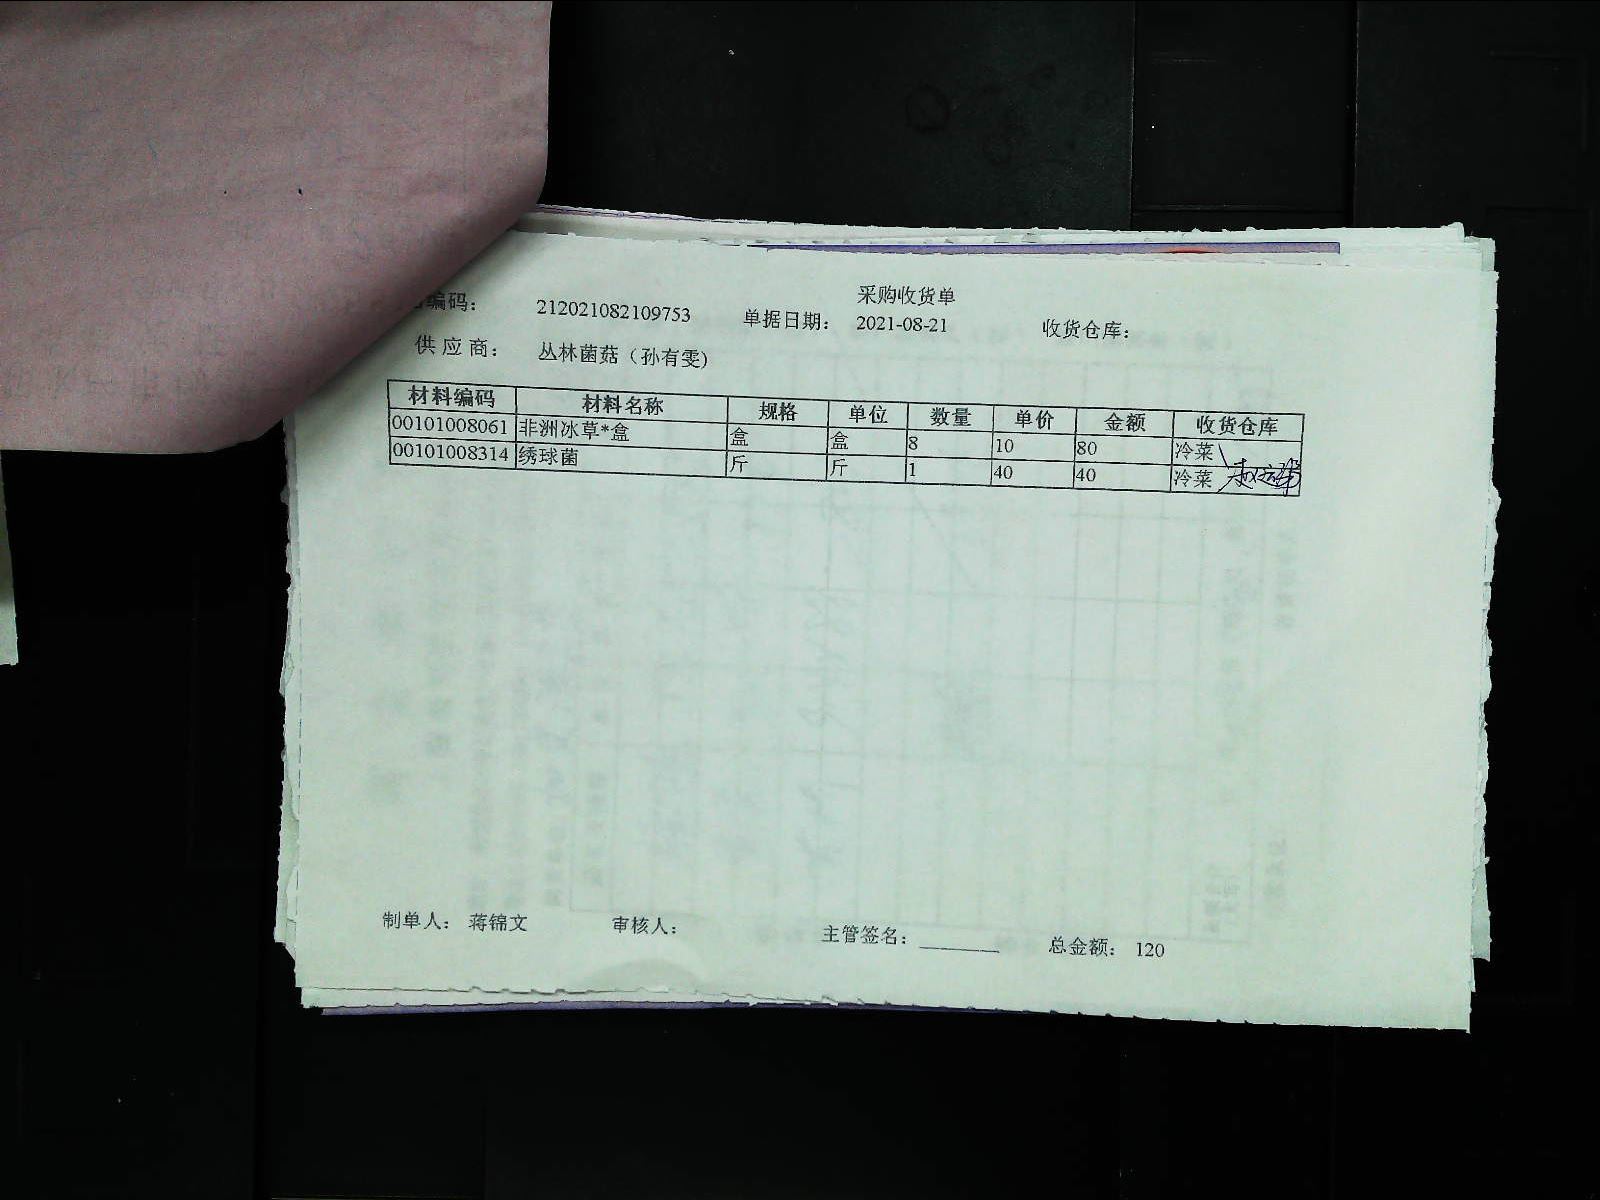 采购收货单
编码： 212021082109753 单据日期： 2021-08-21 收货仓库：
供应商： 丛林菌菇（孙有雯)
材料编码 材料名称 规格 单位 数量 单价 金额 收货仓库
00101008061 非洲冰草*盒 盒 盒 8 10 80 冷菜
00101008314 绣球菌 斤 斤 1 40 40 冷菜
制单人： 蒋锦文 审核人： 主管签名： 总金额： 120